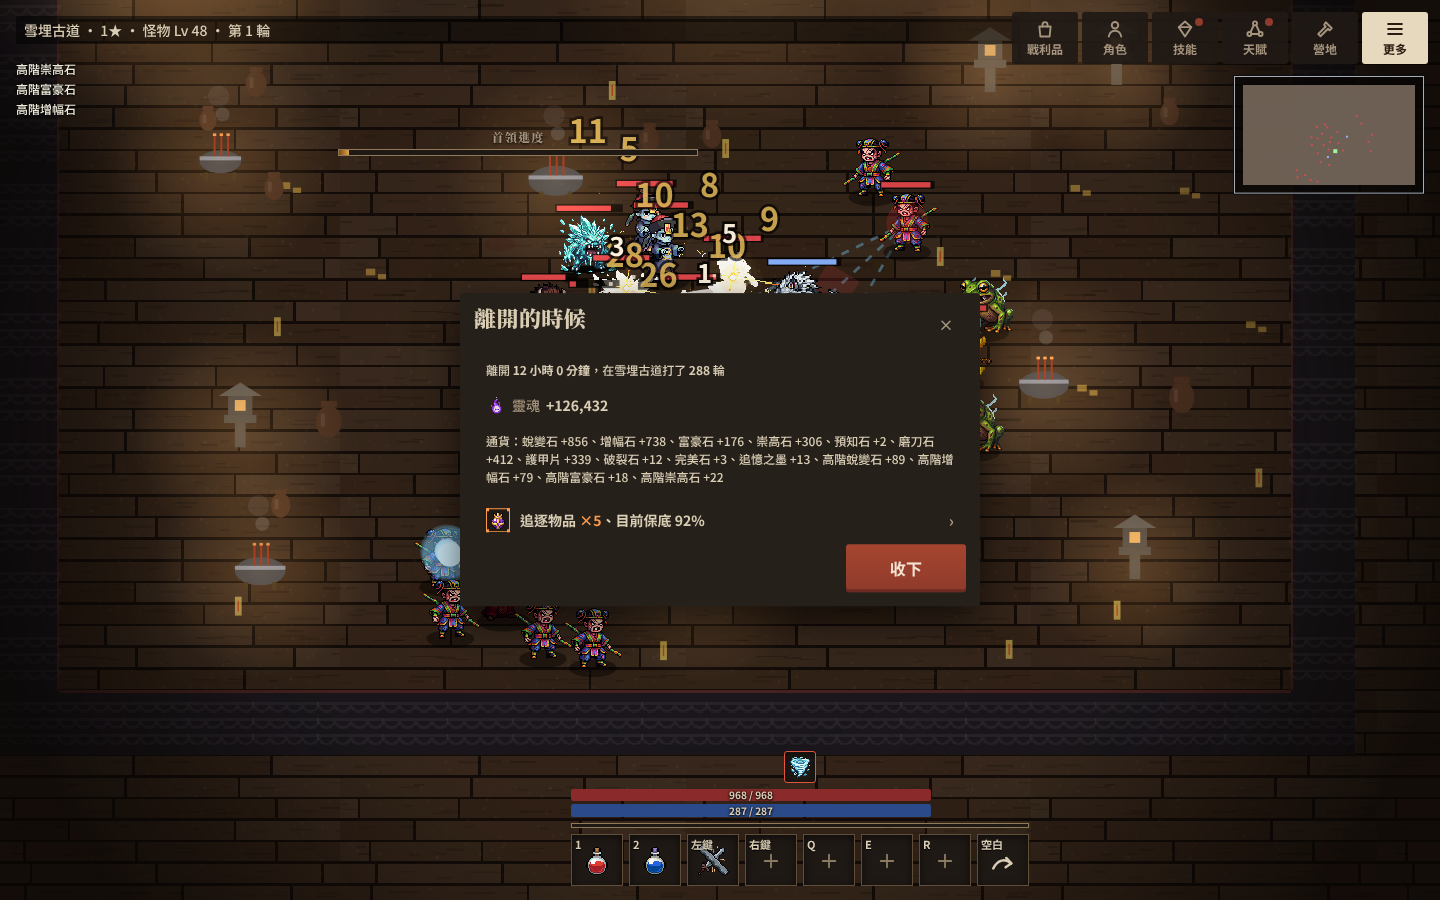 雪埋古道 · 1★ · 怪物 Lv 48 · 第 1 輪
戰利品
角色
技能
天賦
營地
更多
高階崇高石
高階富豪石
高階增幅石
首領進度
11
5
10
8
13
9
5
10
3
28
26
1
離開的時候
×
離開 12 小時 0 分鐘，在雪埋古道打了 288 輪
靈魂 +126,432
通貨：蛻變石 +856、增幅石 +738、富豪石 +176、崇高石 +306、預知石 +2、磨刀石
+412、護甲片 +339、破裂石 +12、完美石 +3、追憶之墨 +13、高階蛻變石 +89、高階增
幅石 +79、高階富豪石 +18、高階崇高石 +22
追逐物品 ×5、目前保底 92%
收下
968 / 968
287 / 287
1
2
左鍵
右鍵
Q
E
R
空白